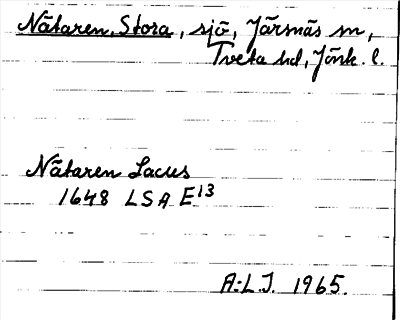 Nätaren, Stora, sjö, Järsnäs sn,
Tveta hd, Jönk. l.
Nätaren Lacus
1648 LSA E13
A:L.J. 1965.